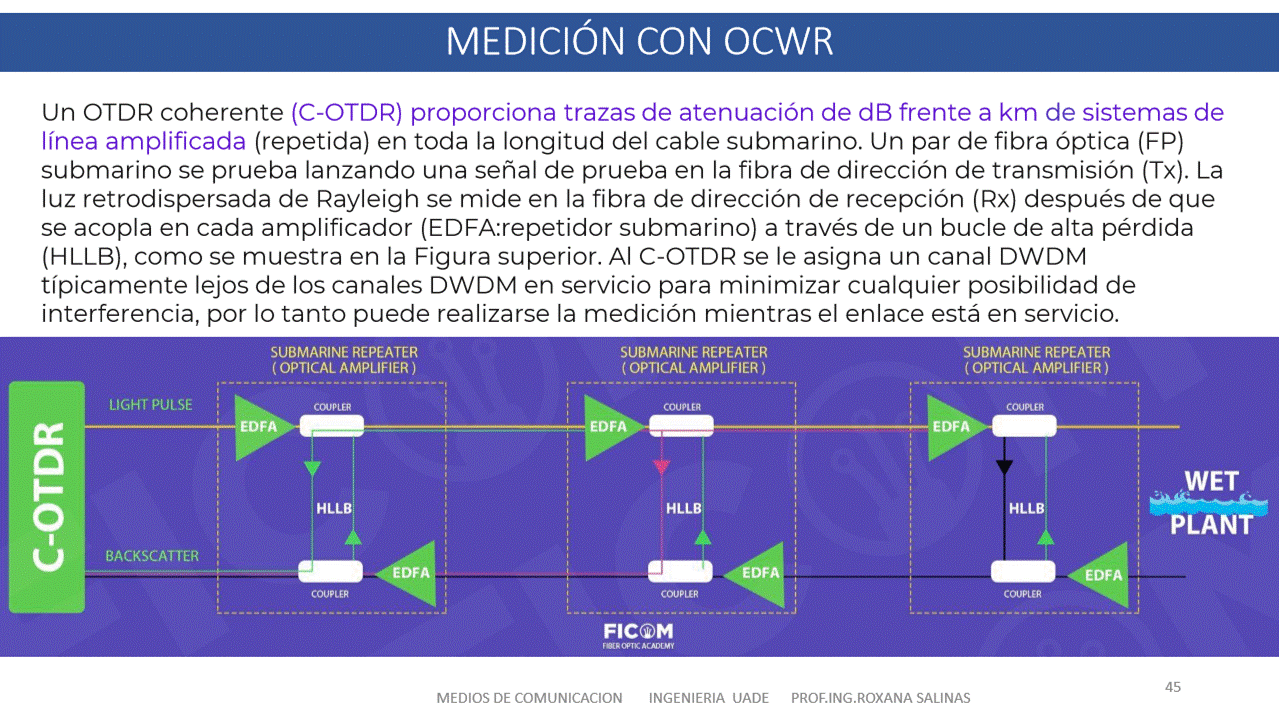 MEDICIÓN CON OCWR
Un OTDR coherente (C-OTDR) proporciona trazas de atenuación de dB frente a km de sistemas de
línea amplificada (repetida) en toda la longitud del cable submarino. Un par de fibra óptica (FP)
submarino se prueba lanzando una señal de prueba en la fibra de dirección de transmisión (Tx). La
luz retrodispersada de Rayleigh se mide en la fibra de dirección de recepción (Rx) después de que
se acopla en cada amplificador (EDFA:repetidor submarino) a través de un bucle de alta pérdida
(HLLB), como se muestra en la Figura superior. Al C-OTDR se le asigna un canal DWDM
típicamente lejos de los canales DWDM en servicio para minimizar cualquier posibilidad de
interferencia, por lo tanto puede realizarse la medición mientras el enlace está en servicio.
SUBMARINE REPEATER
( OPTICAL AMPLIFIER )
SUBMARINE REPEATER
( OPTICAL AMPLIFIER )
SUBMARINE REPEATER
( OPTICAL AMPLIFIER )
C-OTDR
LIGHT PULSE
EDFA
COUPLER
EDFA
COUPLER
EDFA
COUPLER
HLLB
HLLB
HLLB
WET
PLANT
BACKSCATTER
COUPLER
EDFA
COUPLER
EDFA
COUPLER
EDFA
FICOM
FIBER OPTIC ACADEMY
MEDIOS DE COMUNICACION INGENIERIA UADE PROF.ING.ROXANA SALINAS
45